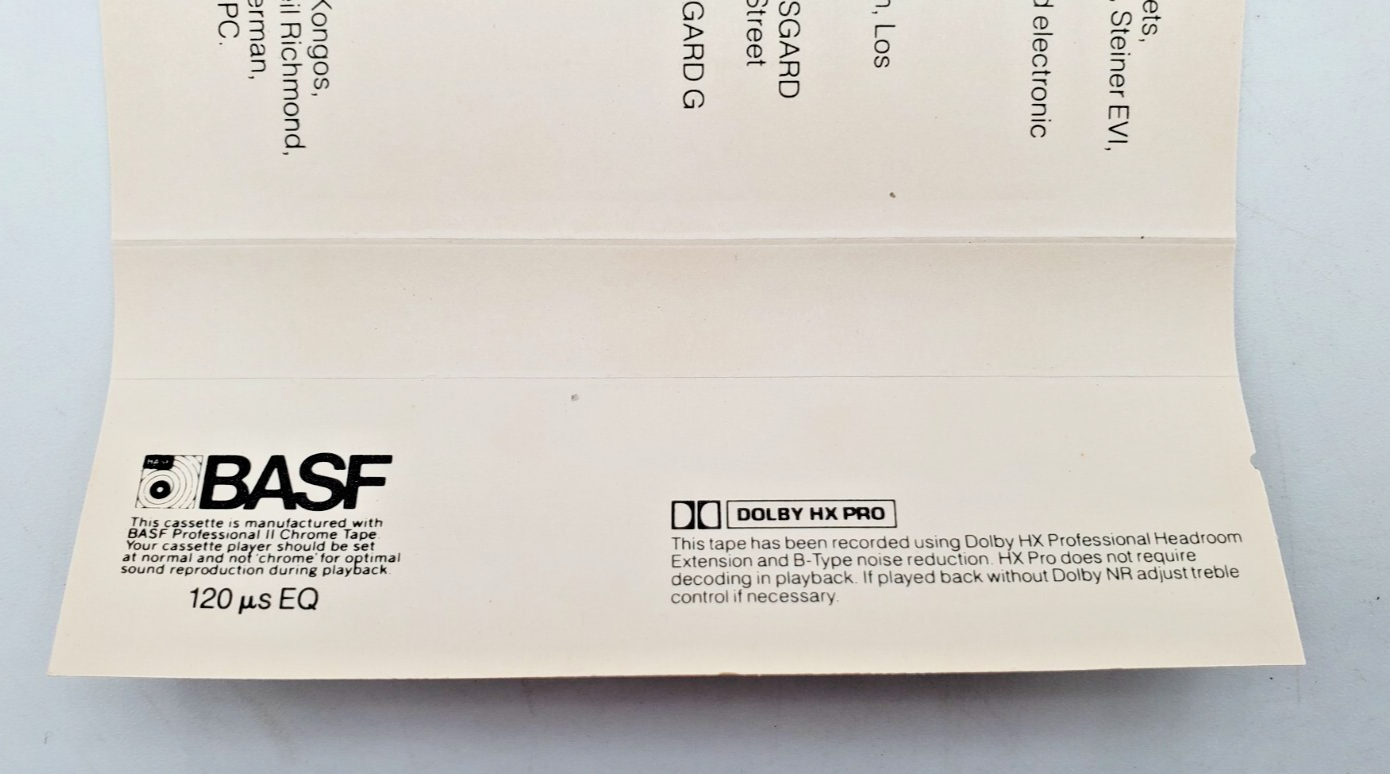 Kongos,
eil Richmond,
erman,
PC.
GARD G
SGARD
Street
n, Los
d electronic
ets,
, Steiner EVI,
BASF
This cassette is manufactured with
BASF Professional II Chrome Tape.
Your cassette player should be set
at normal and not 'chrome' for optimal
sound reproduction during playback.
120 µs EQ
DOLBY HX PRO
This tape has been recorded using Dolby HX Professional Headroom
Extension and B-Type noise reduction. HX Pro does not require
decoding in playback. If played back without Dolby NR adjust treble
control if necessary.